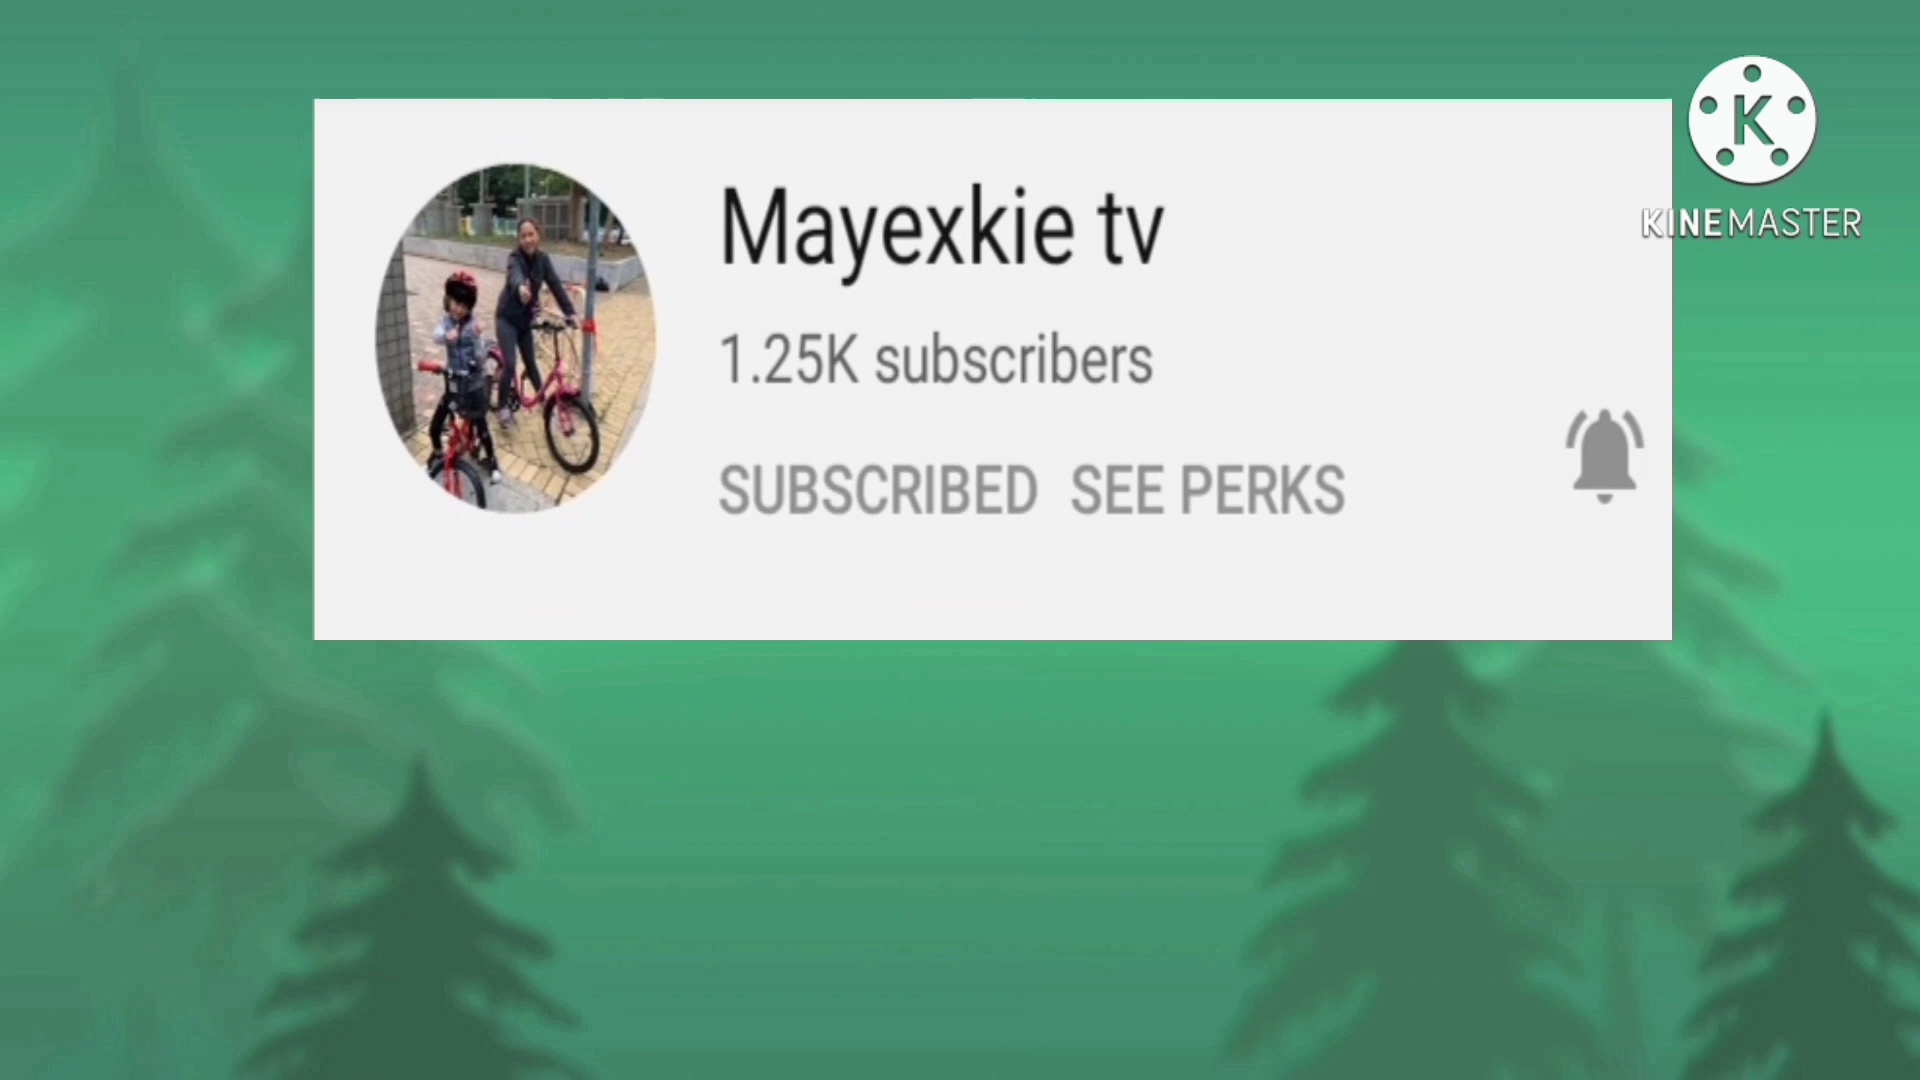 Mayexkie tv
1.25K subscribers
SUBSCRIBED SEE PERKS
K
KINEMASTER